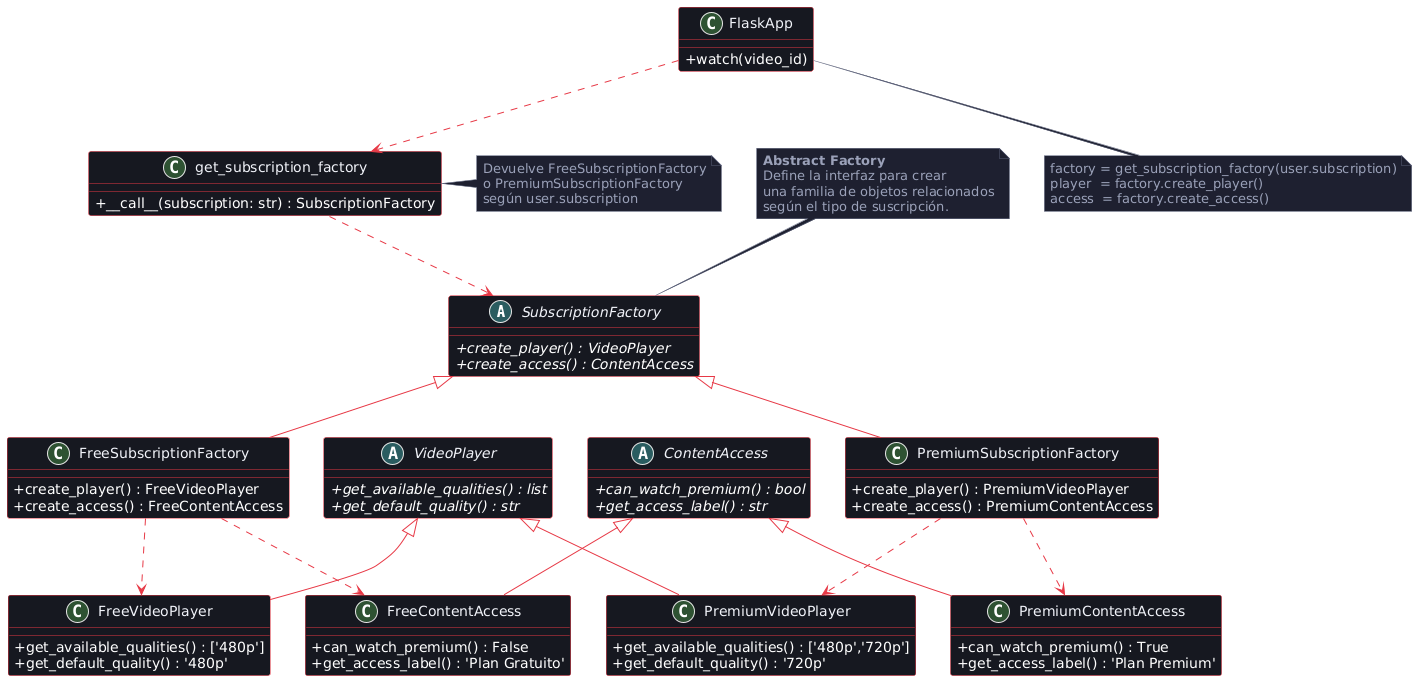 C FlaskApp
+watch(video_id)
C get_subscription_factory
+__call__(subscription: str) : SubscriptionFactory
Devuelve FreeSubscriptionFactory
o PremiumSubscriptionFactory
según user.subscription
Abstract Factory
Define la interfaz para crear
una familia de objetos relacionados
según el tipo de suscripción.
factory = get_subscription_factory(user.subscription)
player  = factory.create_player()
access  = factory.create_access()
A SubscriptionFactory
+create_player() : VideoPlayer
+create_access() : ContentAccess
C FreeSubscriptionFactory
+create_player() : FreeVideoPlayer
+create_access() : FreeContentAccess
A VideoPlayer
+get_available_qualities() : list
+get_default_quality() : str
A ContentAccess
+can_watch_premium() : bool
+get_access_label() : str
C PremiumSubscriptionFactory
+create_player() : PremiumVideoPlayer
+create_access() : PremiumContentAccess
C FreeVideoPlayer
+get_available_qualities() : ['480p']
+get_default_quality() : '480p'
C FreeContentAccess
+can_watch_premium() : False
+get_access_label() : 'Plan Gratuito'
C PremiumVideoPlayer
+get_available_qualities() : ['480p','720p']
+get_default_quality() : '720p'
C PremiumContentAccess
+can_watch_premium() : True
+get_access_label() : 'Plan Premium'